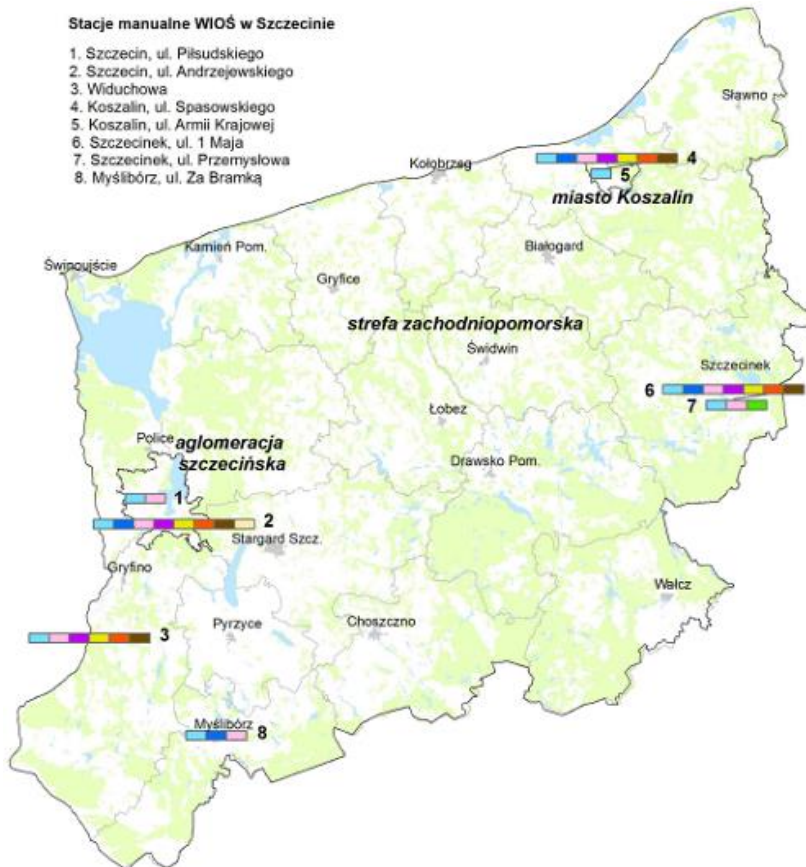 Stacje manualne WIOŚ w Szczecinie
1. Szczecin, ul. Piłsudskiego
2. Szczecin, ul. Andrzejewskiego
3. Widuchowa
4. Koszalin, ul. Spasowskiego
5. Koszalin, ul. Armii Krajowej
6. Szczecinek, ul. 1 Maja
7. Szczecinek, ul. Przemysłowa
8. Myślibórz, ul. Za Bramką
Sławno
4
Kołobrzeg
5
miasto Koszalin
Kamień Pom.
Białogard
Świnoujście
Gryfice
strefa zachodniopomorska
Świdwin
Szczecinek
6
7
Łobez
Police
aglomeracja
szczecińska
Drawsko Pom.
1
2
Stargard Szcz.
Gryfino
Wałcz
Pyrzyce
Choszczno
3
Myślibórz
8